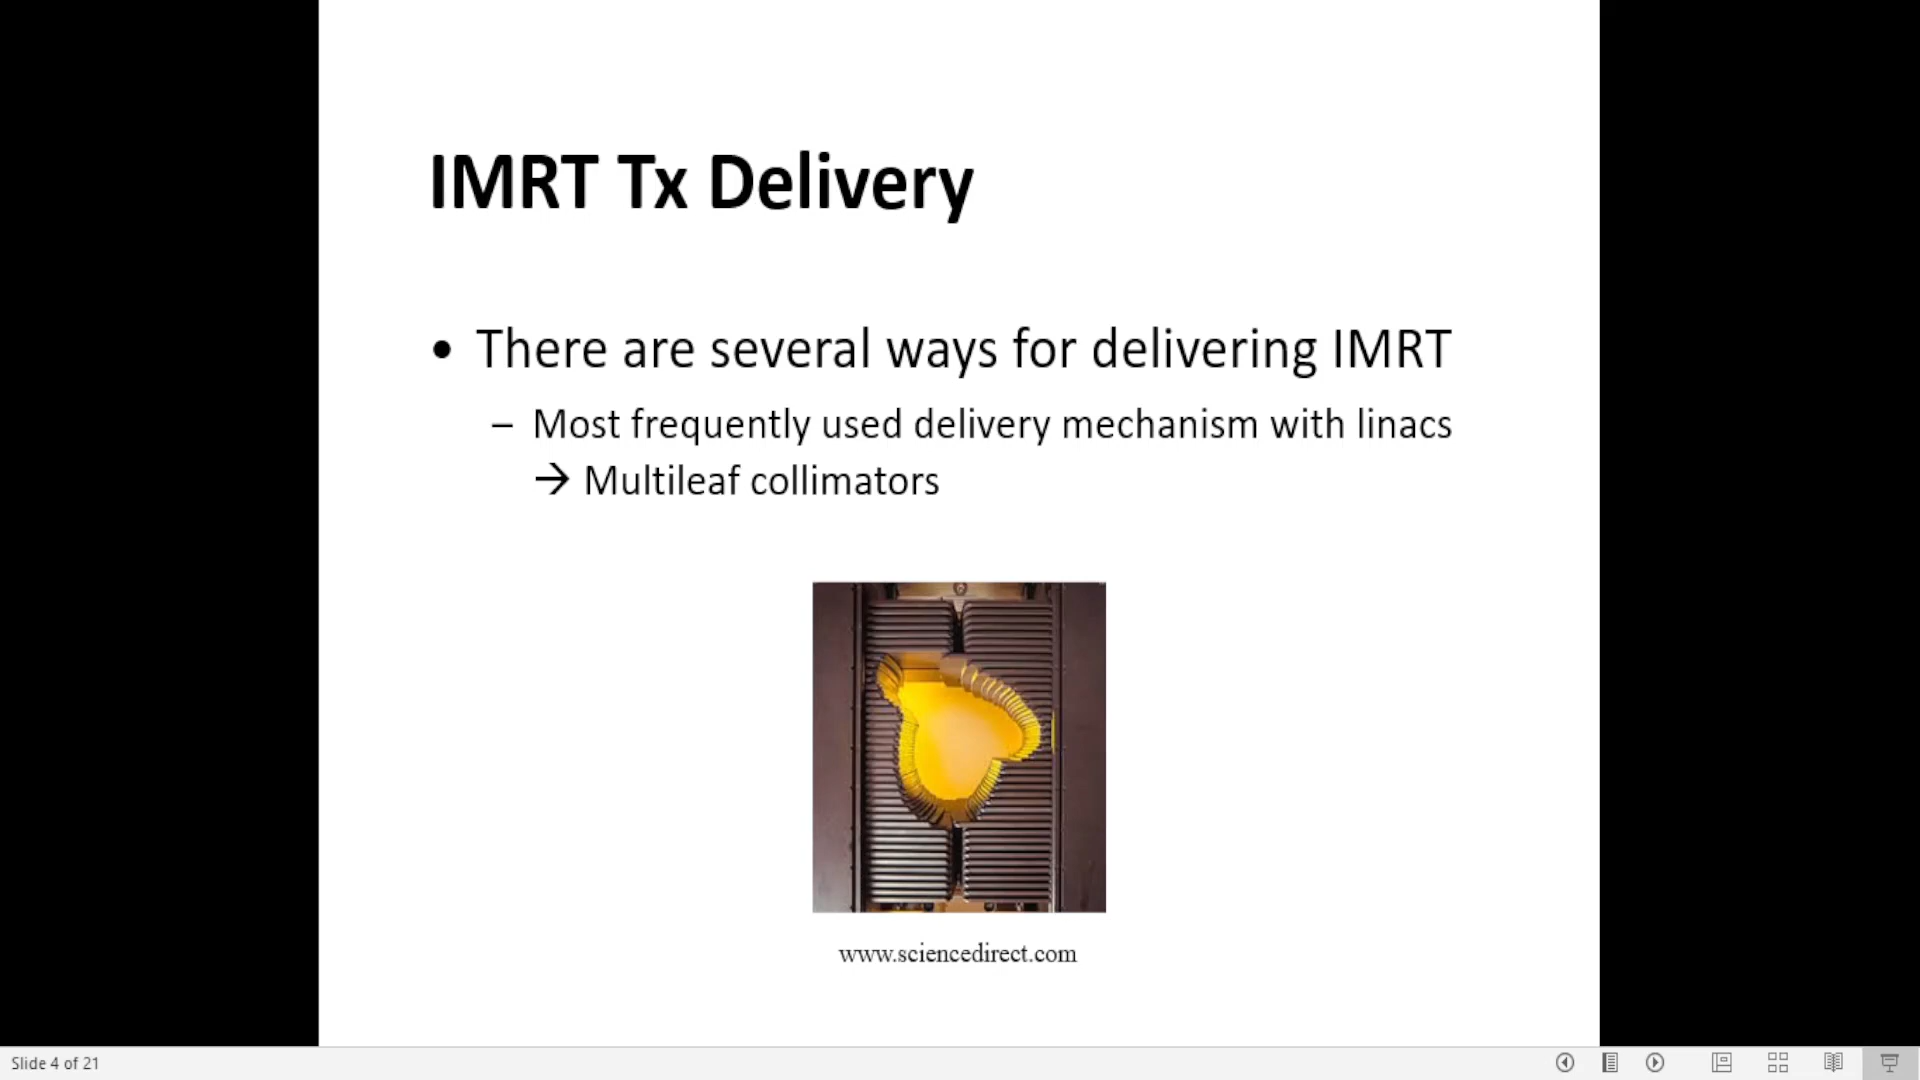 IMRT Tx Delivery
• There are several ways for delivering IMRT
– Most frequently used delivery mechanism with linacs
→ Multileaf collimators
www.sciencedirect.com
Slide 4 of 21